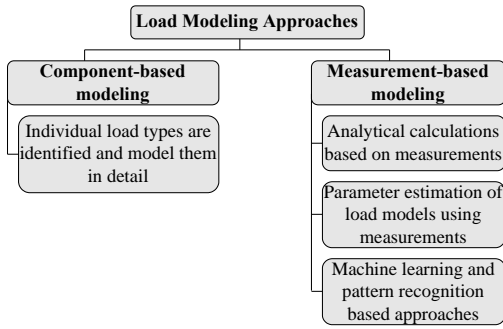 Load Modeling Approaches
Component-based
modeling
Individual load types are
identified and model them
in detail
Measurement-based
modeling
Analytical calculations
based on measurements
Parameter estimation of
load models using
measurements
Machine learning and
pattern recognition
based approaches